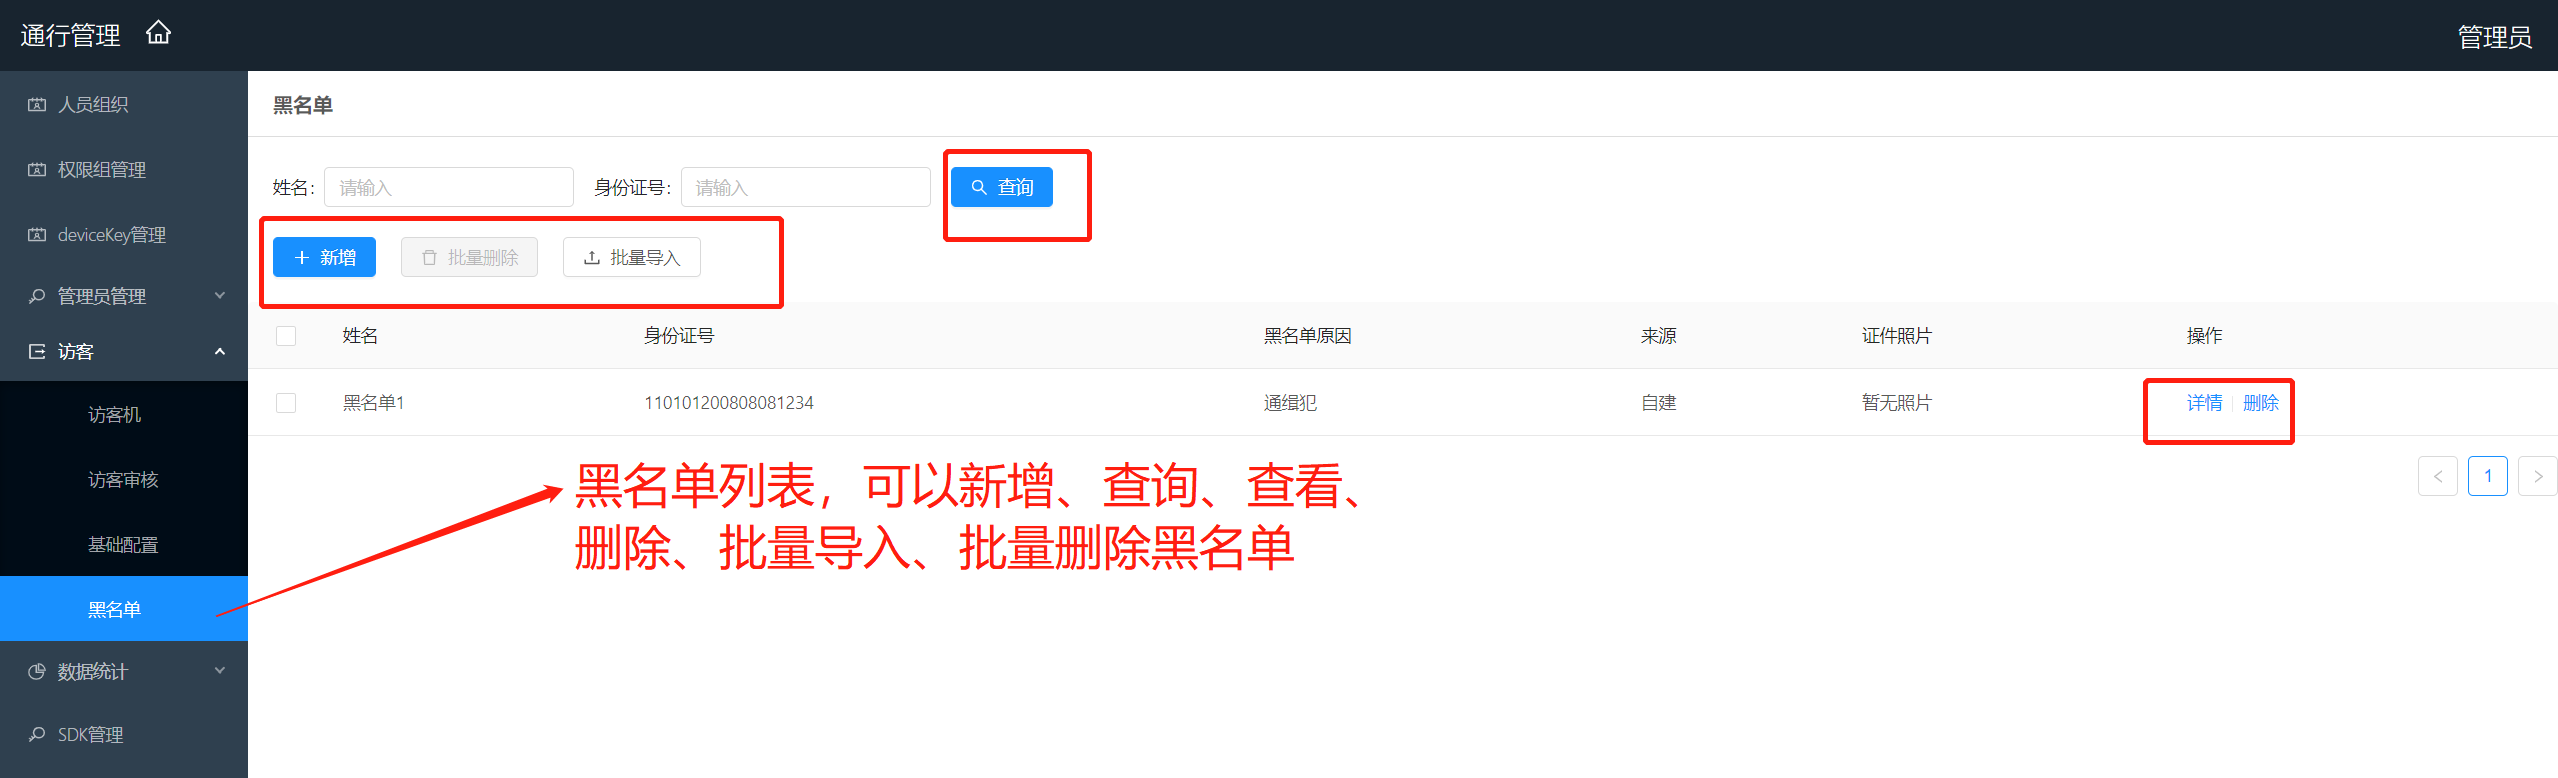 通行管理
管理员
人员组织
权限组管理
deviceKey管理
管理员管理
访客
访客机
访客审核
基础配置
黑名单
数据统计
SDK管理
黑名单
姓名: 请输入 身份证号: 请输入 查询
新增 批量删除 批量导入
姓名 身份证号 黑名单原因 来源 证件照片 操作
黑名单1 110101200808081234 通缉犯 自建 暂无照片 详情 删除
黑名单列表，可以新增、查询、查看、
删除、批量导入、批量删除黑名单
< 1 >